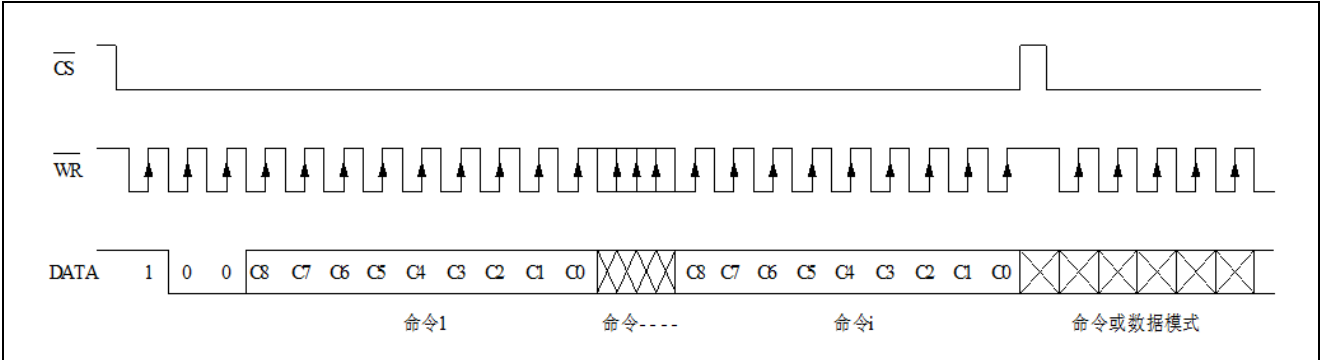 CS
WR
DATA 1 0 0 C8 C7 C6 C5 C4 C3 C2 C1 C0 C8 C7 C6 C5 C4 C3 C2 C1 C0
命令1 命令---- 命令i 命令或数据模式